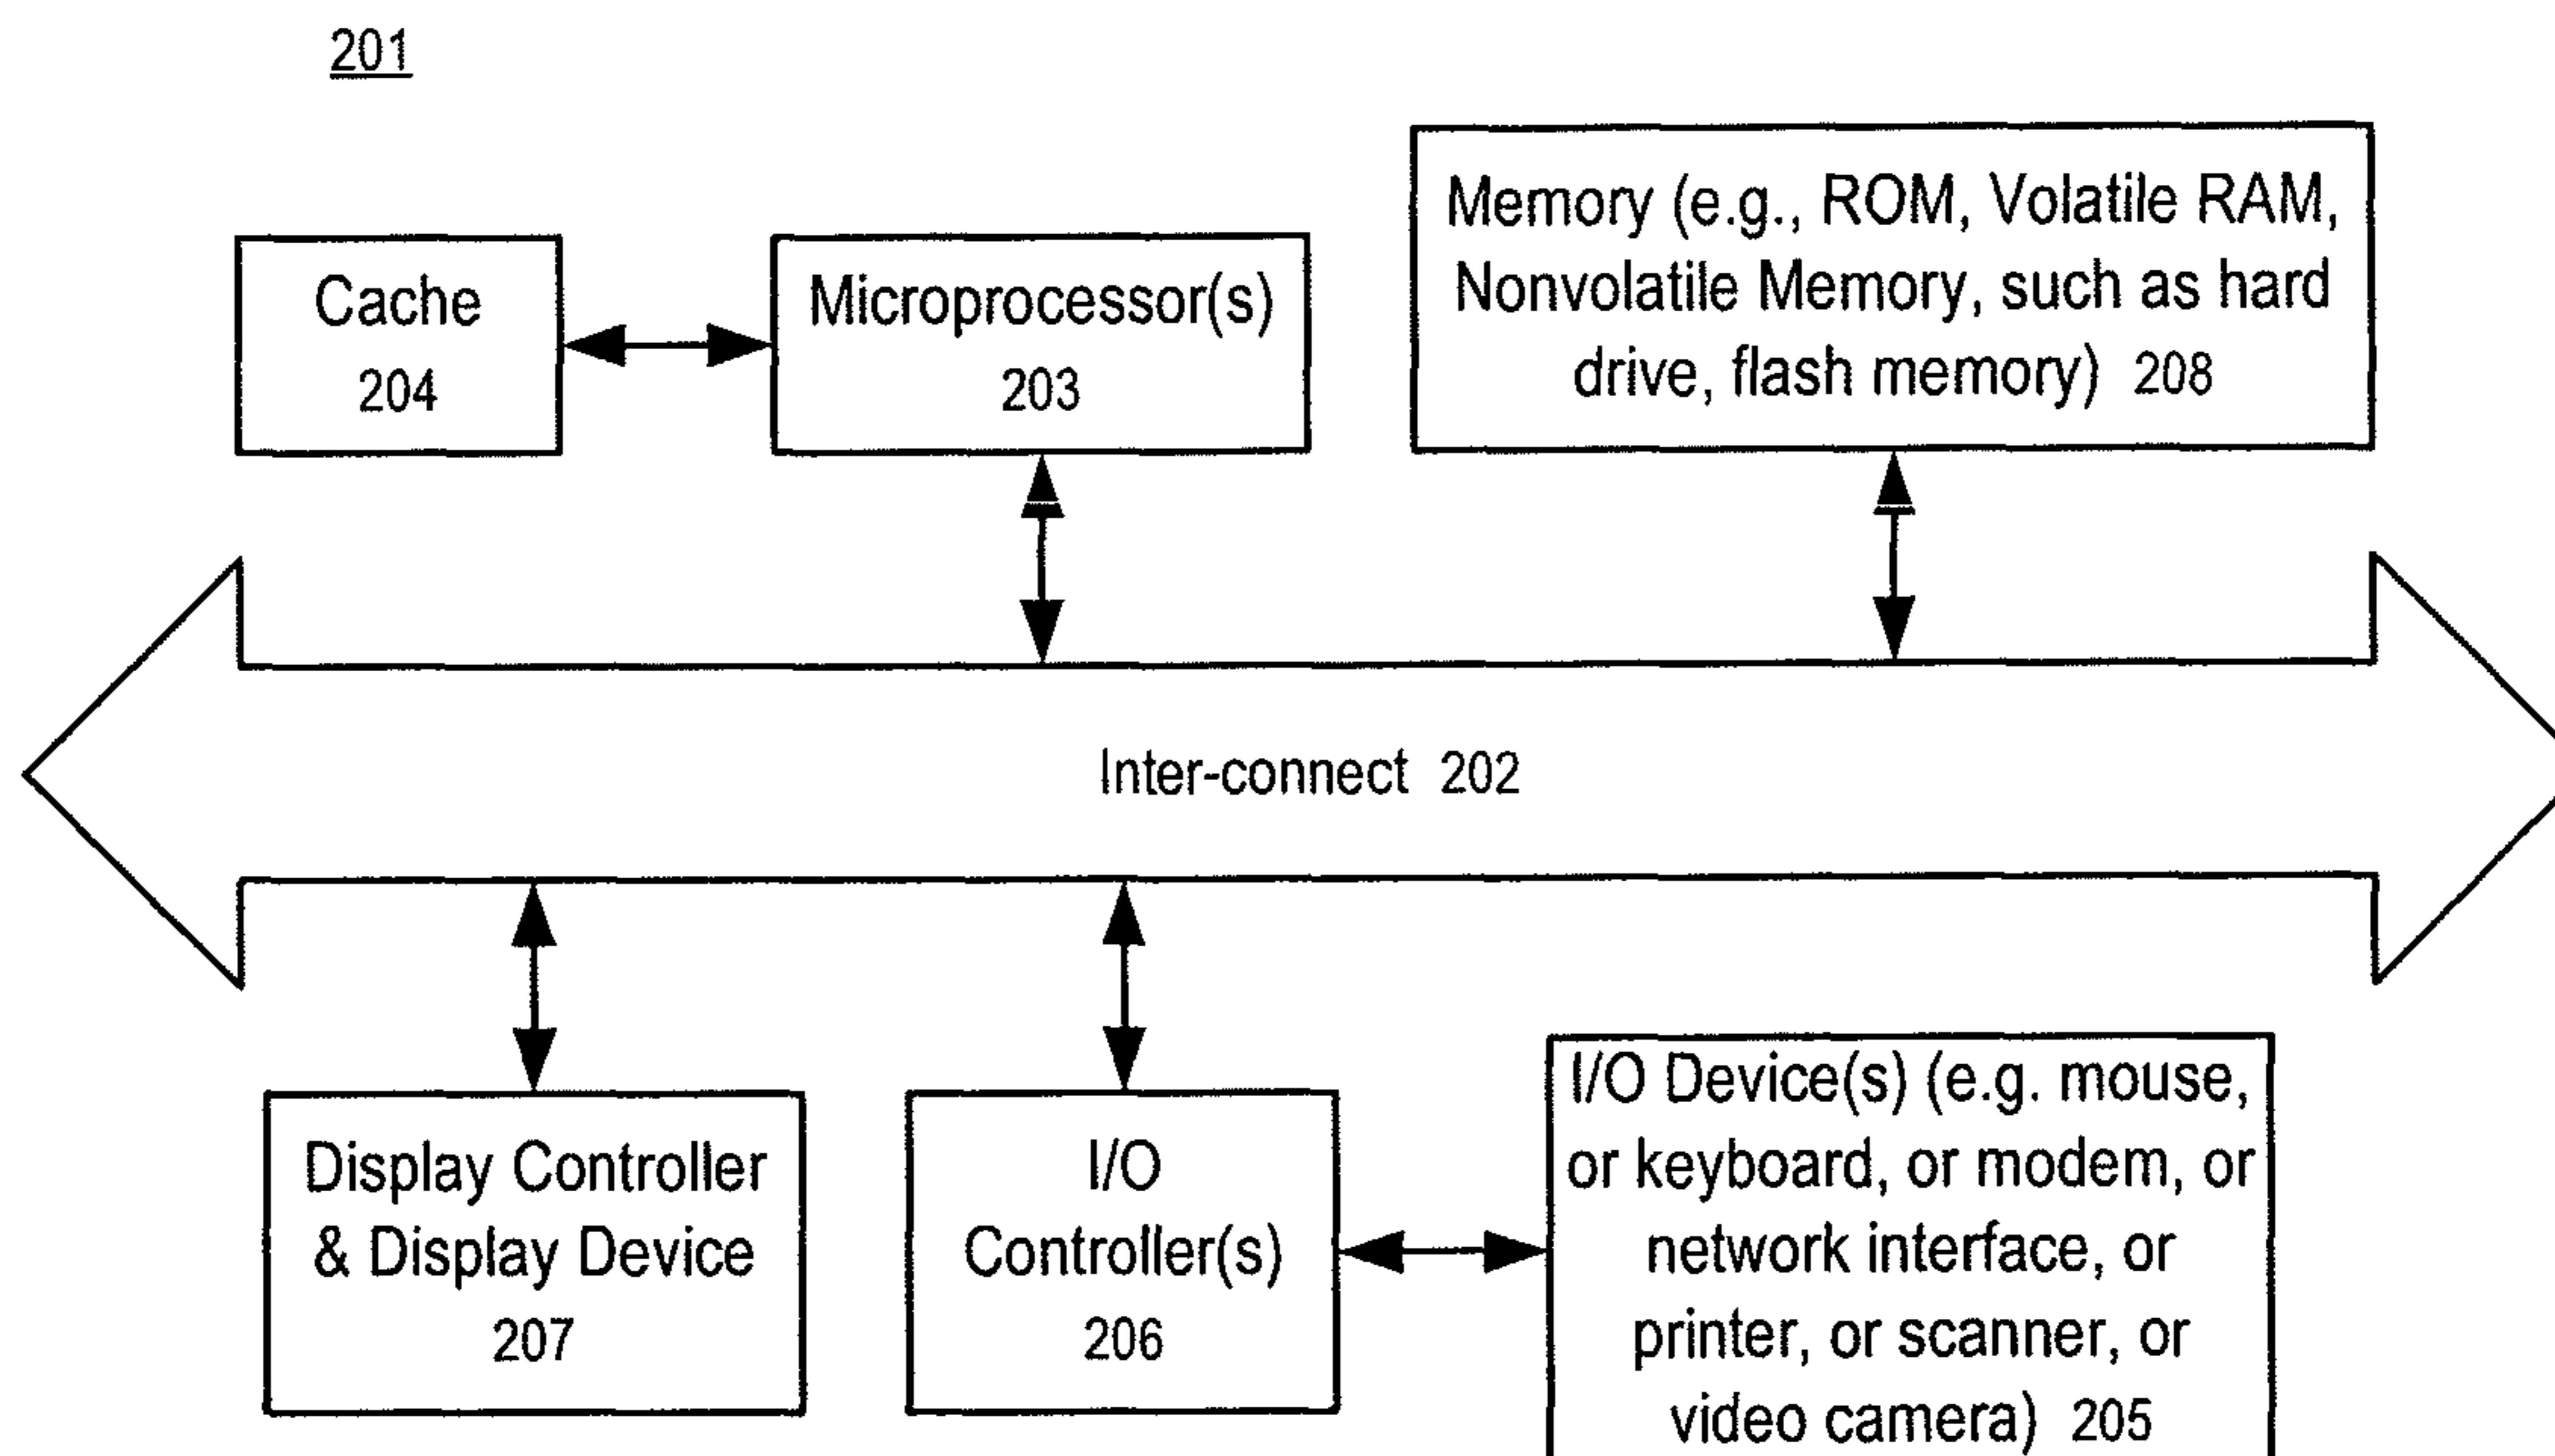 201
Cache
204
Microprocessor(s)
203
Memory (e.g., ROM, Volatile RAM,
Nonvolatile Memory, such as hard
drive, flash memory) 208
Inter-connect 202
Display Controller
& Display Device
207
I/O
Controller(s)
206
I/O Device(s) (e.g. mouse,
or keyboard, or modem, or
network interface, or
printer, or scanner, or
video camera) 205